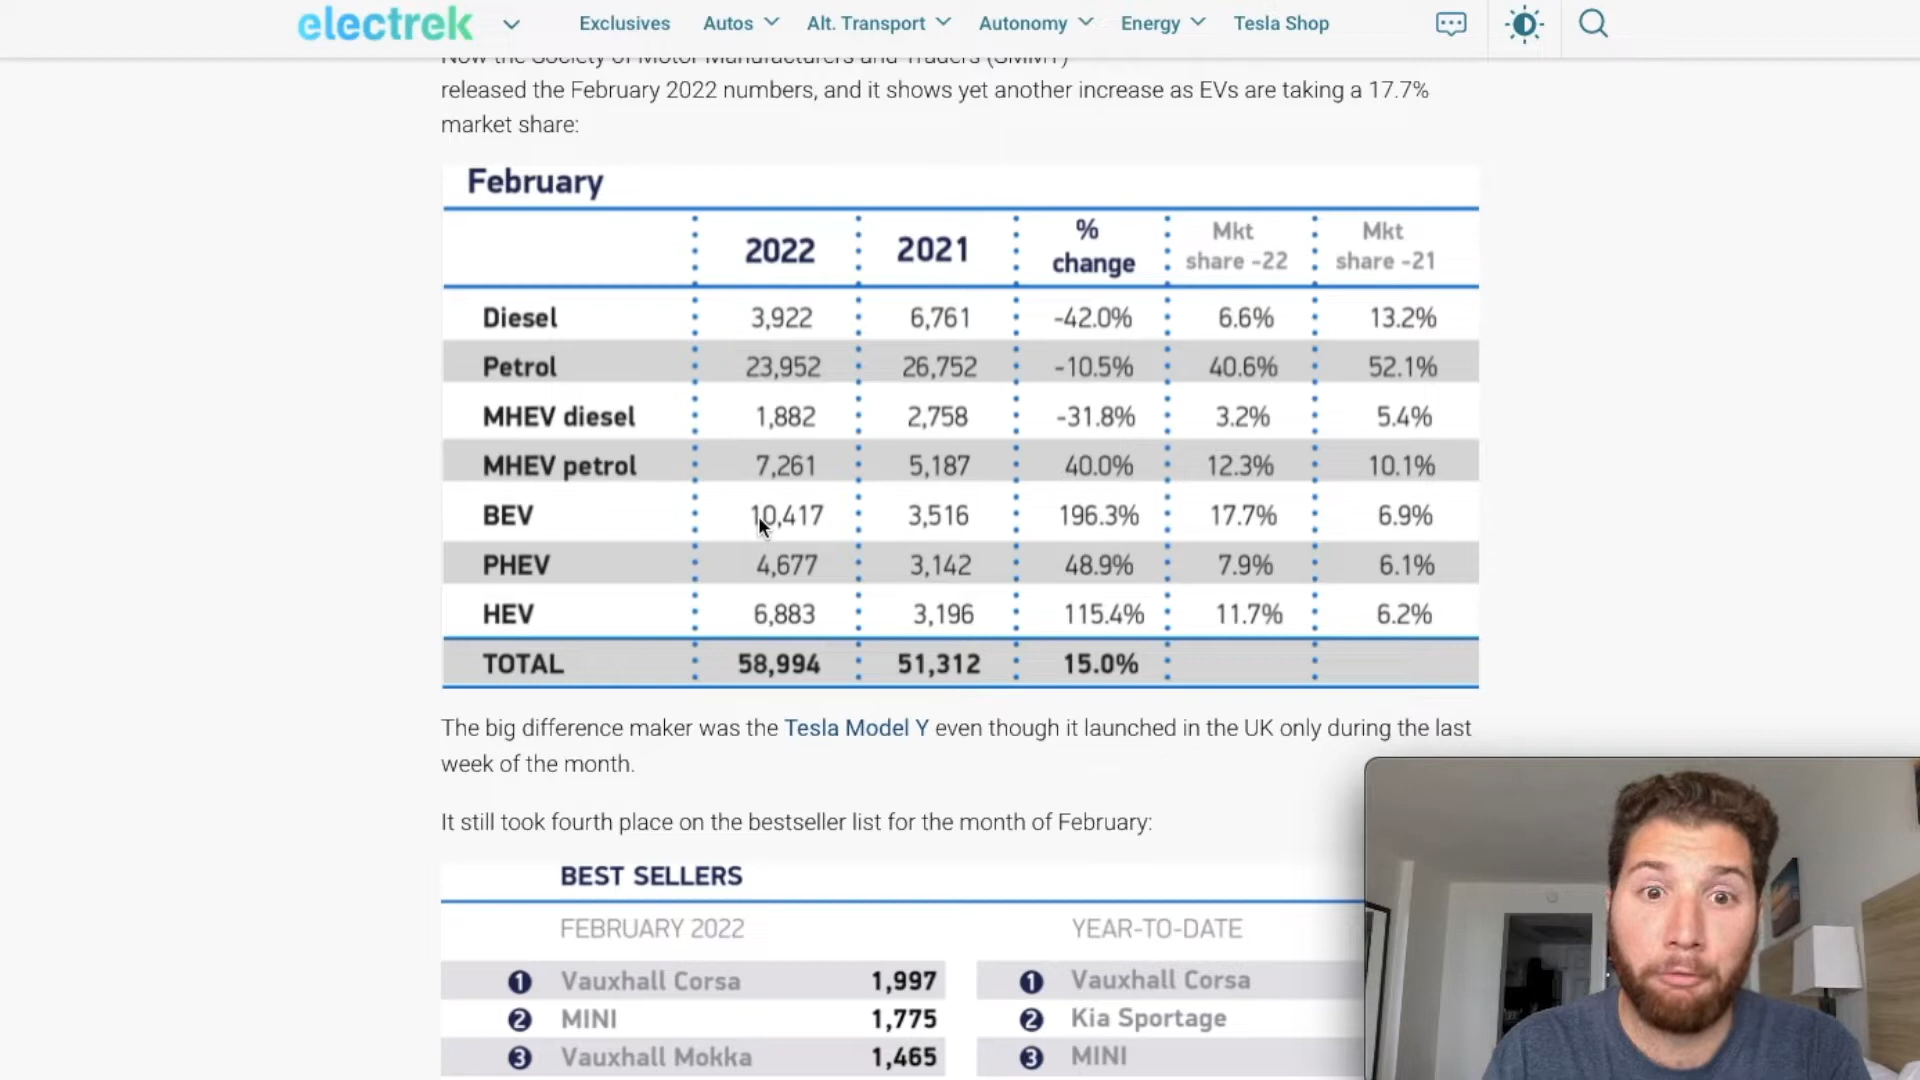 electrek
Exclusives Autos Alt. Transport Autonomy Energy Tesla Shop
Now the Society of Motor Manufacturers and Traders (SMMT)
released the February 2022 numbers, and it shows yet another increase as EVs are taking a 17.7%
market share:
February
2022 2021 % change Mkt share -22 Mkt share -21
Diesel 3,922 6,761 -42.0% 6.6% 13.2%
Petrol 23,952 26,752 -10.5% 40.6% 52.1%
MHEV diesel 1,882 2,758 -31.8% 3.2% 5.4%
MHEV petrol 7,261 5,187 40.0% 12.3% 10.1%
BEV 10,417 3,516 196.3% 17.7% 6.9%
PHEV 4,677 3,142 48.9% 7.9% 6.1%
HEV 6,883 3,196 115.4% 11.7% 6.2%
TOTAL 58,994 51,312 15.0%
The big difference maker was the Tesla Model Y even though it launched in the UK only during the last
week of the month.
It still took fourth place on the bestseller list for the month of February:
BEST SELLERS
FEBRUARY 2022 YEAR-TO-DATE
1 Vauxhall Corsa 1,997 1 Vauxhall Corsa
2 MINI 1,775 2 Kia Sportage
3 Vauxhall Mokka 1,465 3 MINI